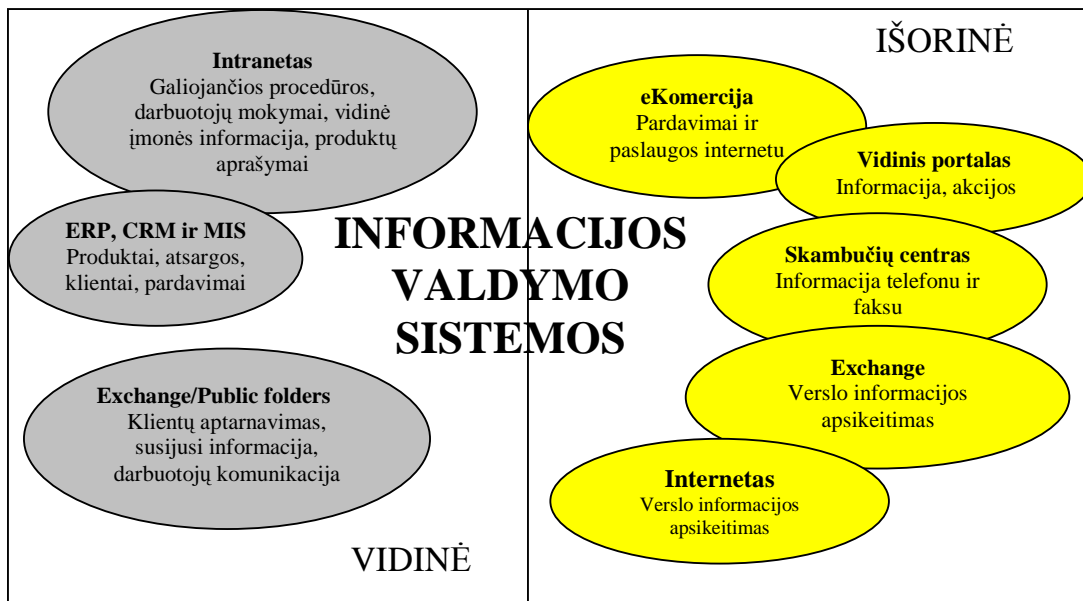 Intranetas
Galiojančios procedūros,
darbuotojų mokymai, vidinė
įmonės informacija, produktų
aprašymai
ERP, CRM ir MIS
Produktai, atsargos,
klientai, pardavimai
Exchange/Public folders
Klientų aptarnavimas,
susijusi informacija,
darbuotojų komunikacija
VIDINĖ
INFORMACIJOS
VALDYMO
SISTEMOS
IŠORINĖ
eKomercija
Pardavimai ir
paslaugos internetu
Vidinis portalas
Informacija, akcijos
Skambučių centras
Informacija telefonu ir
faksu
Exchange
Verslo informacijos
apsikeitimas
Internetas
Verslo informacijos
apsikeitimas